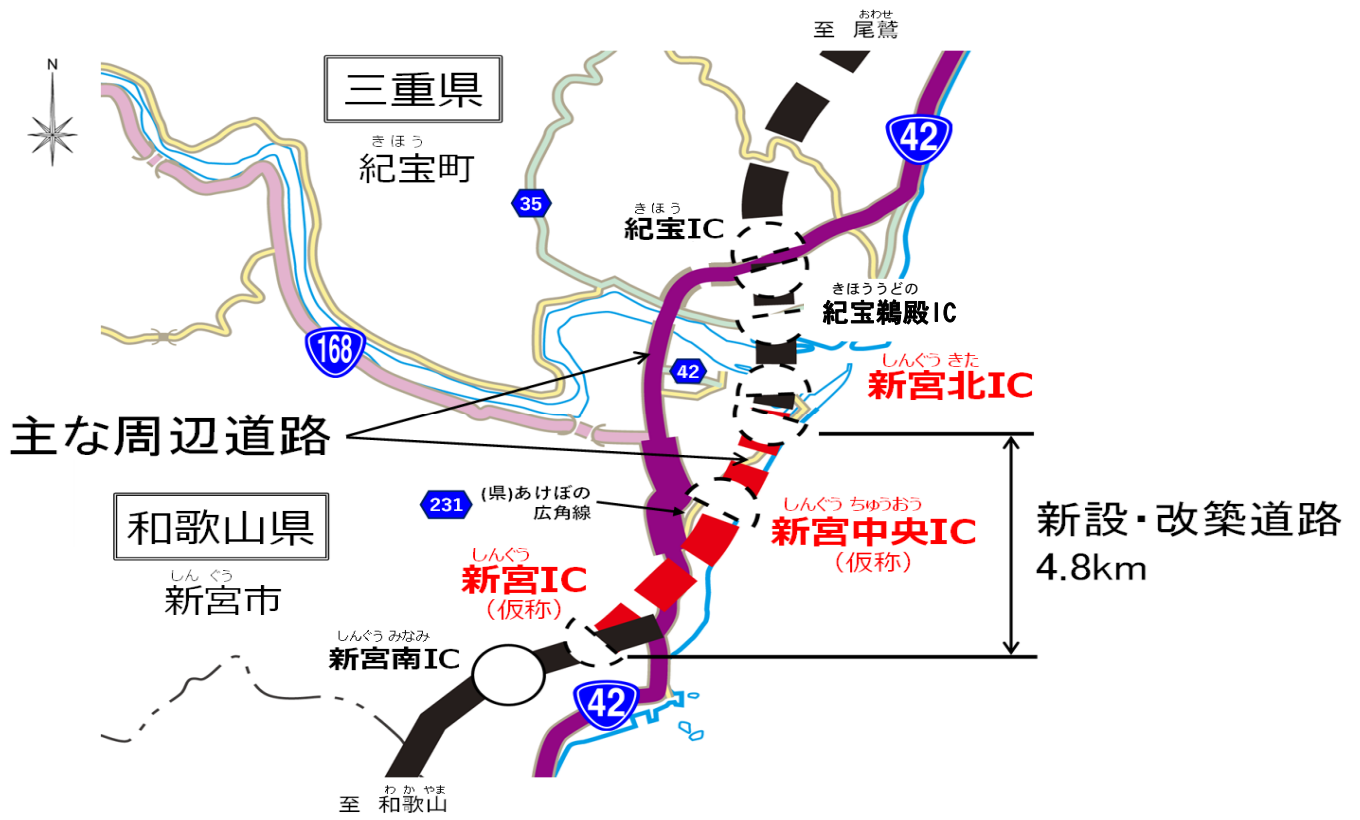 おわせ
至 尾鷲
N
三重県
42
きほう
紀宝町
35
きほう
紀宝IC
きほううどの
紀宝鵜殿IC
168
42
しんぐう きた
新宮北IC
主な周辺道路
231
(県)あけぼの
広角線
しんぐう ちゅうおう
新宮中央IC
(仮称)
新設・改築道路
4.8km
和歌山県
しん ぐう
新宮市
しんぐう
新宮IC
(仮称)
しんぐう みなみ
新宮南IC
42
わ か やま
至 和歌山